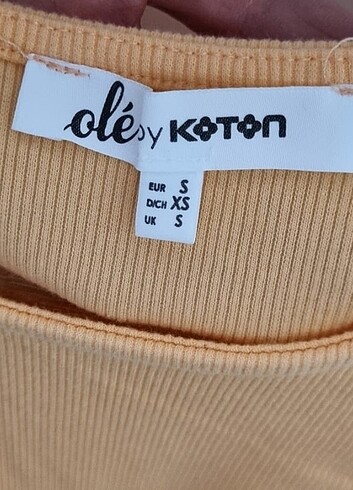 olé by KOTON
EUR S
D/CH XS
UK S